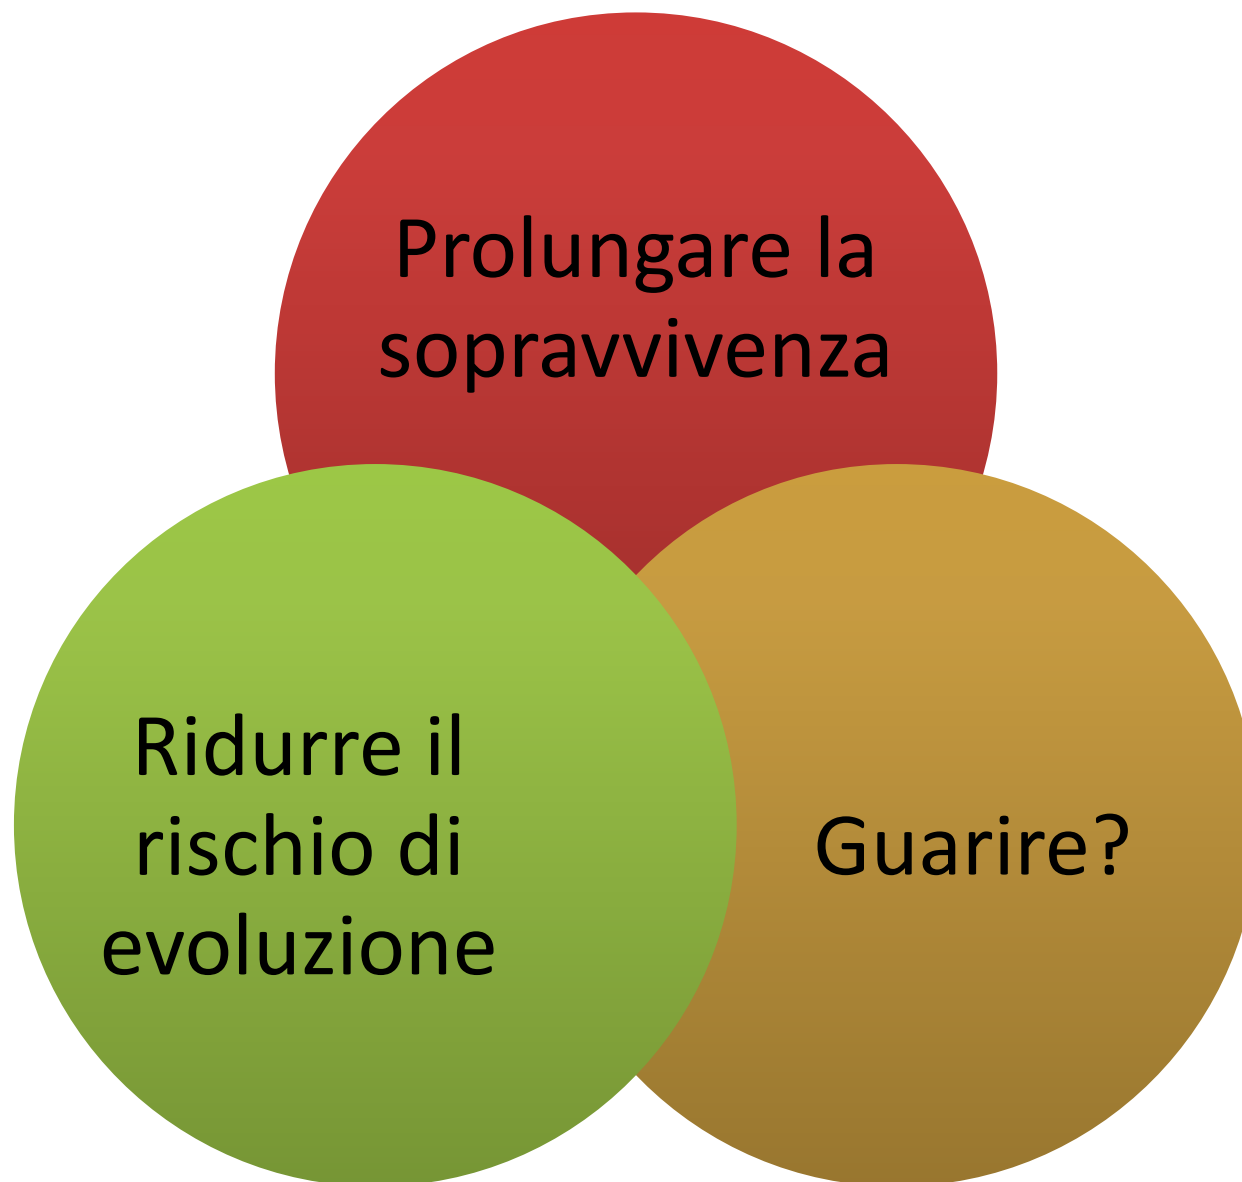 Prolungare la
sopravvivenza
Ridurre il
rischio di
evoluzione
Guarire?